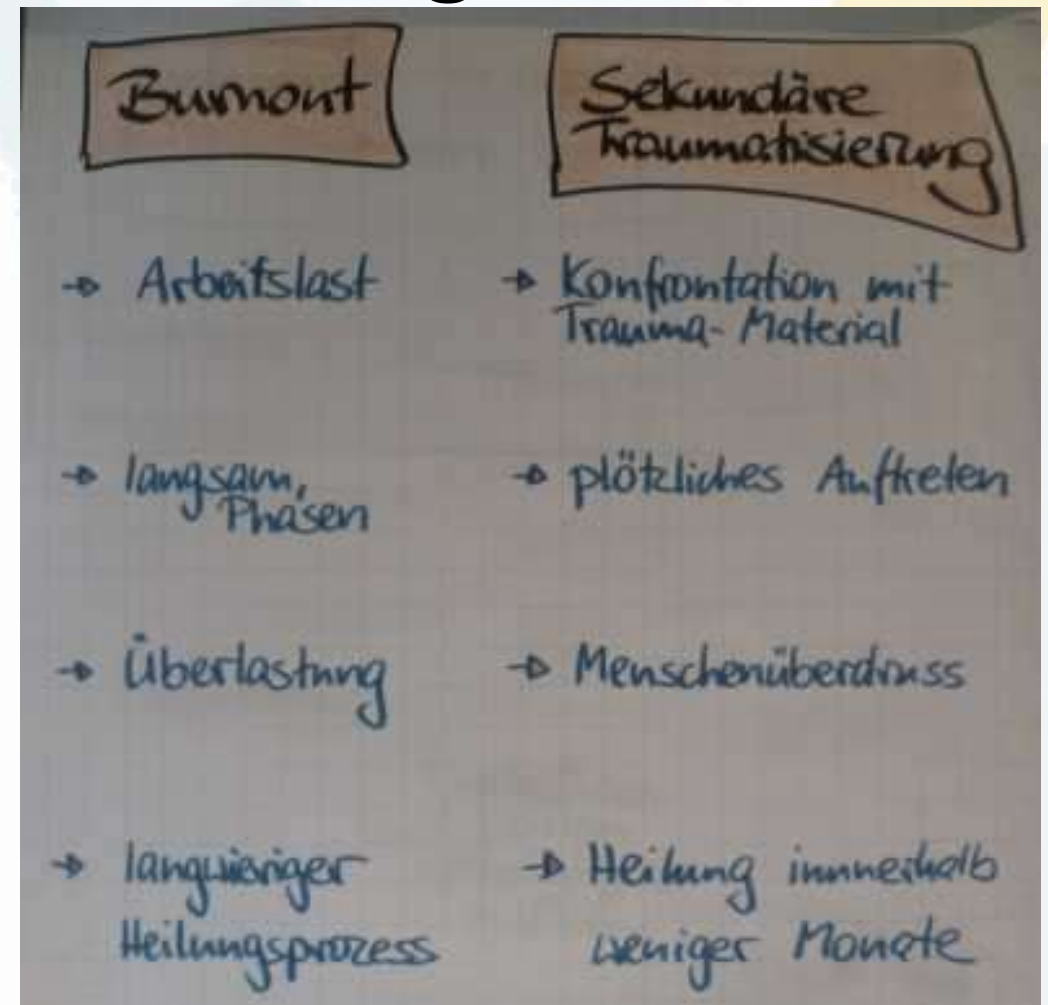 Burnout
→ Arbeitslast
→ langsam,
Phasen
→ Überlastung
→ langwieriger
Heilungsprozess
Sekundäre
Traumatisierung
→ Konfrontation mit
Trauma-Material
→ plötzliches Auftreten
→ Menschenüberdruss
→ Heilung innnerhalb
weniger Monate